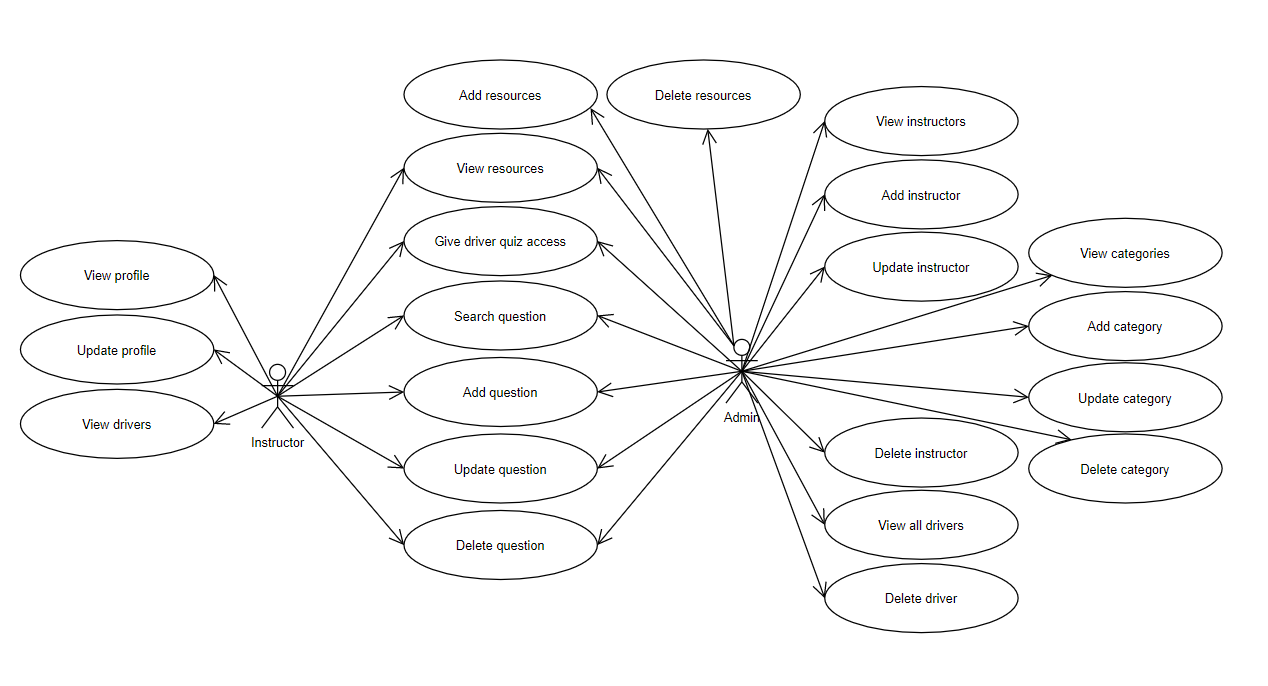 Add resources
Delete resources
View instructors
View resources
Add instructor
Give driver quiz access
View categories
Update instructor
View profile
Search question
Add category
Update profile
Add question
Update category
View drivers
Admin
Instructor
Delete instructor
Update question
Delete category
View all drivers
Delete question
Delete driver